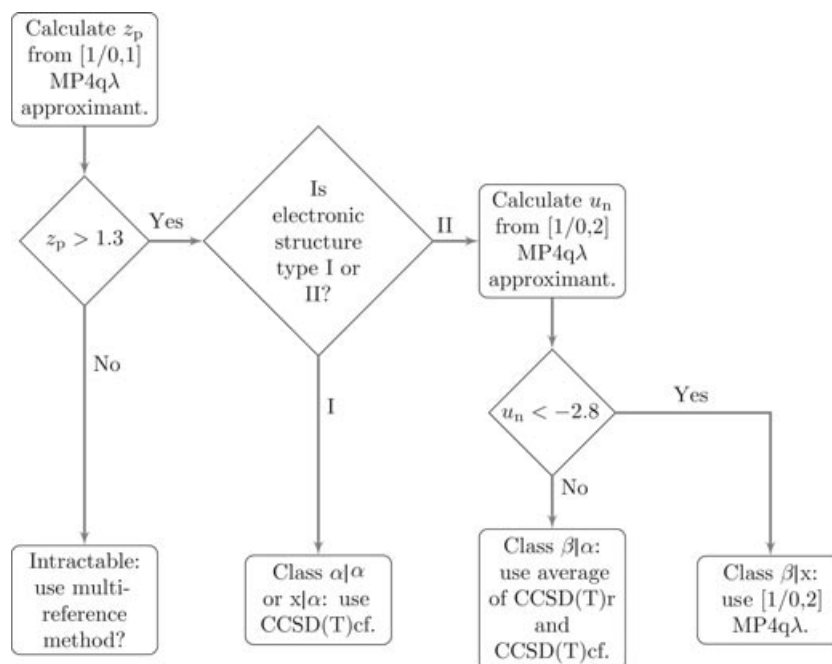 Calculate z_p
from [1/0,1]
MP4qλ
approximant.
z_p > 1.3
Yes
No
Is
electronic
structure
type I or
II?
II
I
Calculate u_n
from [1/0,2]
MP4qλ
approximant.
u_n < −2.8
Yes
No
Intractable:
use multi-
reference
method?
Class α|α
or x|α: use
CCSD(T)cf.
Class β|α:
use average
of CCSD(T)r
and
CCSD(T)cf.
Class β|x:
use [1/0,2]
MP4qλ.